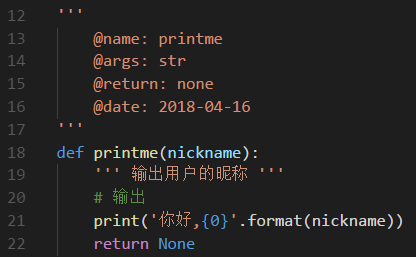 12 '''
13     @name: printme
14     @args: str
15     @return: none
16     @date: 2018-04-16
17 '''
18 def printme(nickname):
19     ''' 输出用户的昵称 '''
20     # 输出
21     print('你好,{0}'.format(nickname))
22     return None